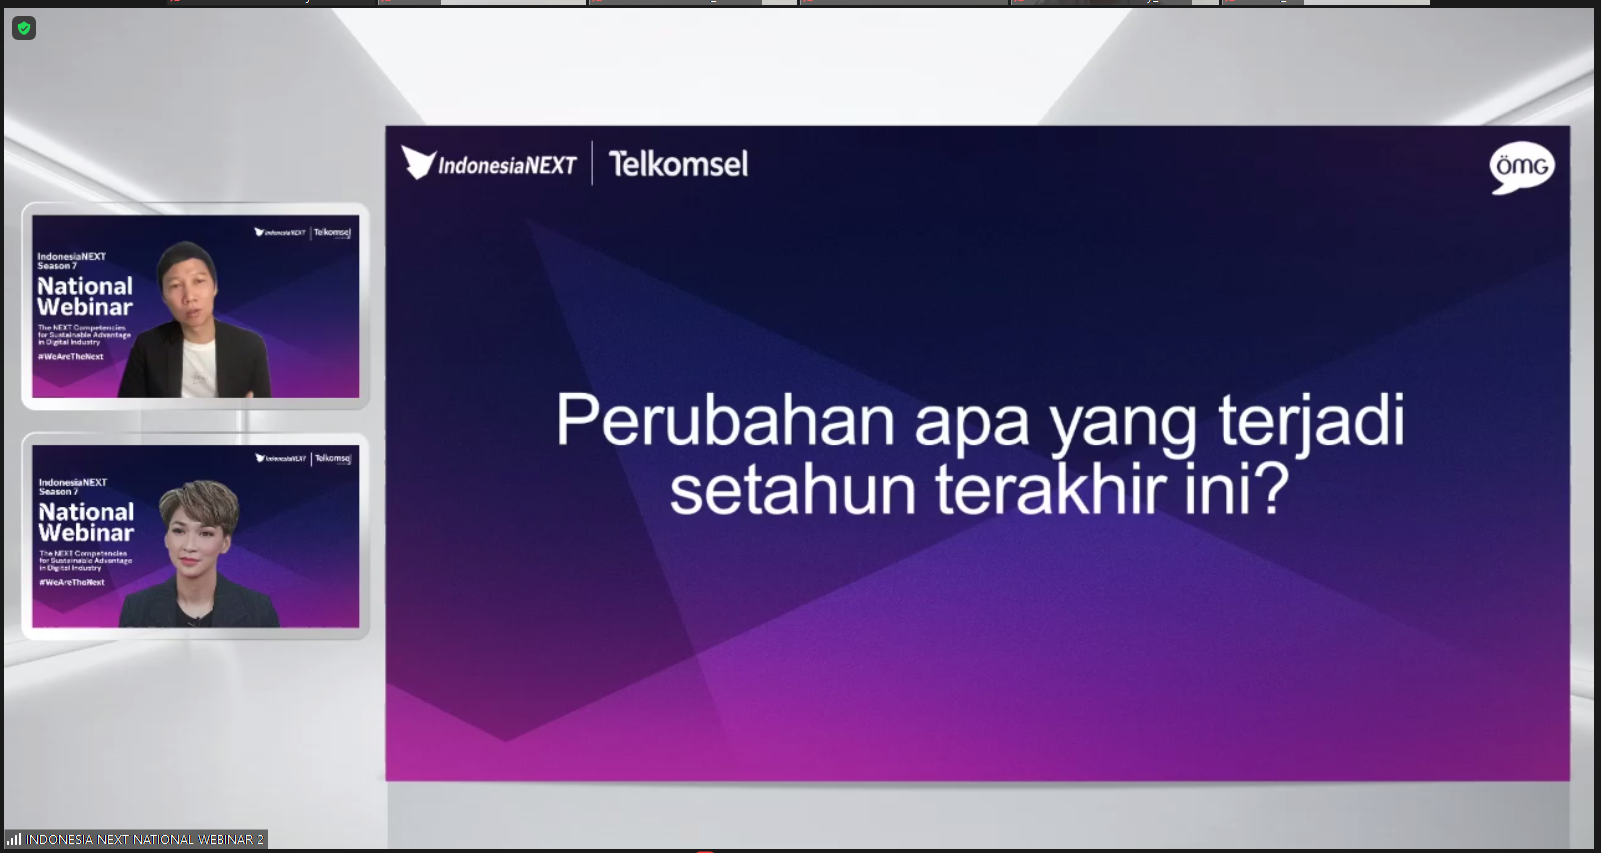 IndonesiaNEXT | Telkomsel
ömG
IndonesiaNEXT | Telkomsel
IndonesiaNEXT
Season 7
National
Webinar
The NEXT Competencies
for Sustainable Advantage
in Digital Industry
#WeAreTheNext
Perubahan apa yang terjadi
setahun terakhir ini?
IndonesiaNEXT | Telkomsel
IndonesiaNEXT
Season 7
National
Webinar
The NEXT Competencies
for Sustainable Advantage
in Digital Industry
#WeAreTheNext
INDONESIA NEXT NATIONAL WEBINAR 2